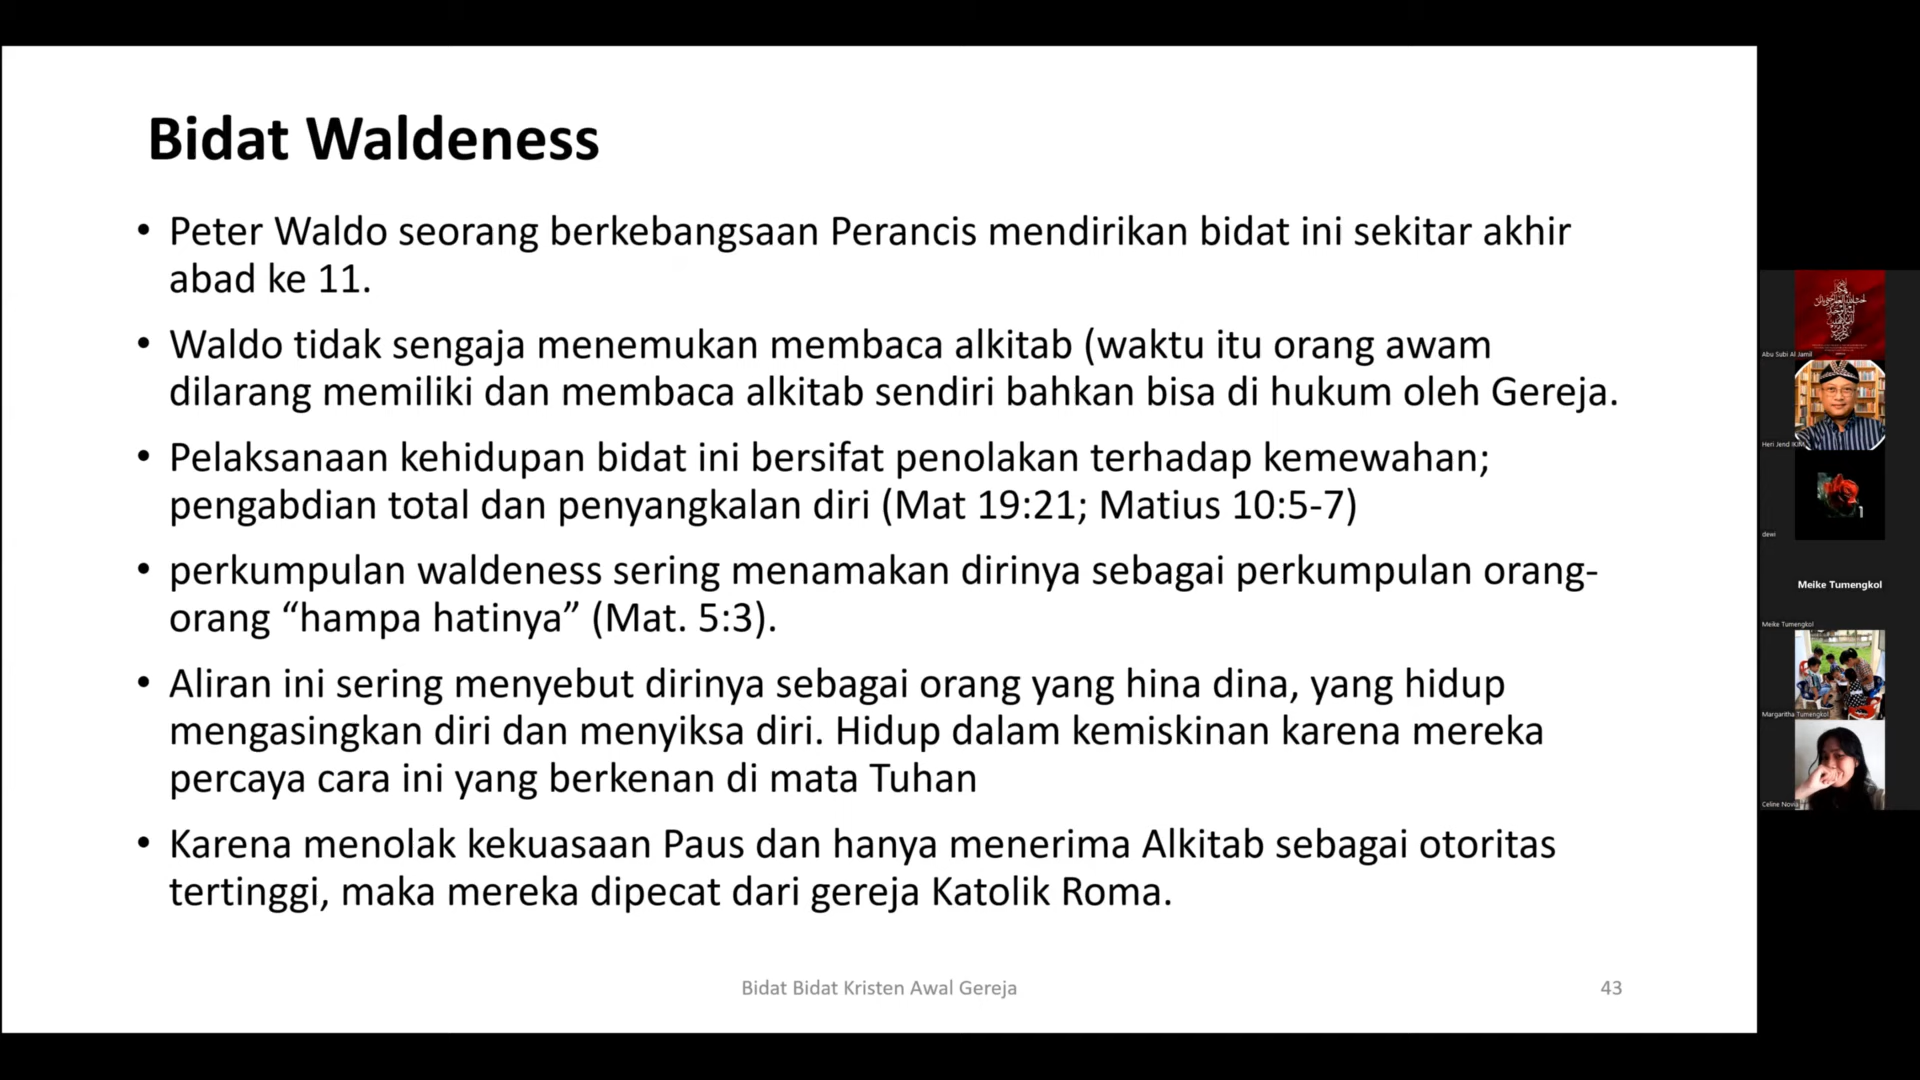 Bidat Waldeness
• Peter Waldo seorang berkebangsaan Perancis mendirikan bidat ini sekitar akhir
abad ke 11.
• Waldo tidak sengaja menemukan membaca alkitab (waktu itu orang awam
dilarang memiliki dan membaca alkitab sendiri bahkan bisa di hukum oleh Gereja.
• Pelaksanaan kehidupan bidat ini bersifat penolakan terhadap kemewahan;
pengabdian total dan penyangkalan diri (Mat 19:21; Matius 10:5-7)
• perkumpulan waldeness sering menamakan dirinya sebagai perkumpulan orang-
orang “hampa hatinya” (Mat. 5:3).
• Aliran ini sering menyebut dirinya sebagai orang yang hina dina, yang hidup
mengasingkan diri dan menyiksa diri. Hidup dalam kemiskinan karena mereka
percaya cara ini yang berkenan di mata Tuhan
• Karena menolak kekuasaan Paus dan hanya menerima Alkitab sebagai otoritas
tertinggi, maka mereka dipecat dari gereja Katolik Roma.
Bidat Bidat Kristen Awal Gereja
43
Abu Subi Al Jamil
Heri Jend
dewi
Meike Tumengkol
Meike Tumengkol
Margaritha Tumengkol
Celine Novia